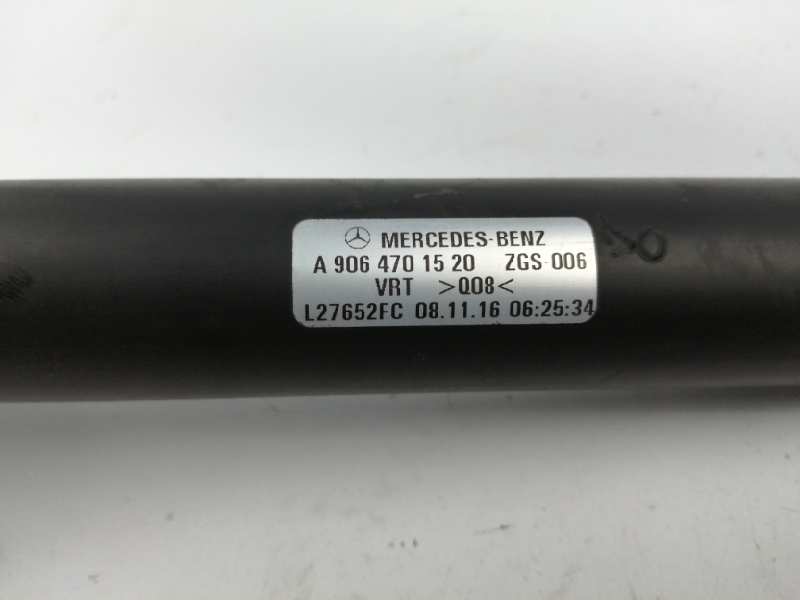 MERCEDES-BENZ
A 906 470 15 20 ZGS 006
VRT >Q08<
L27652FC 08.11.16 06:25:34